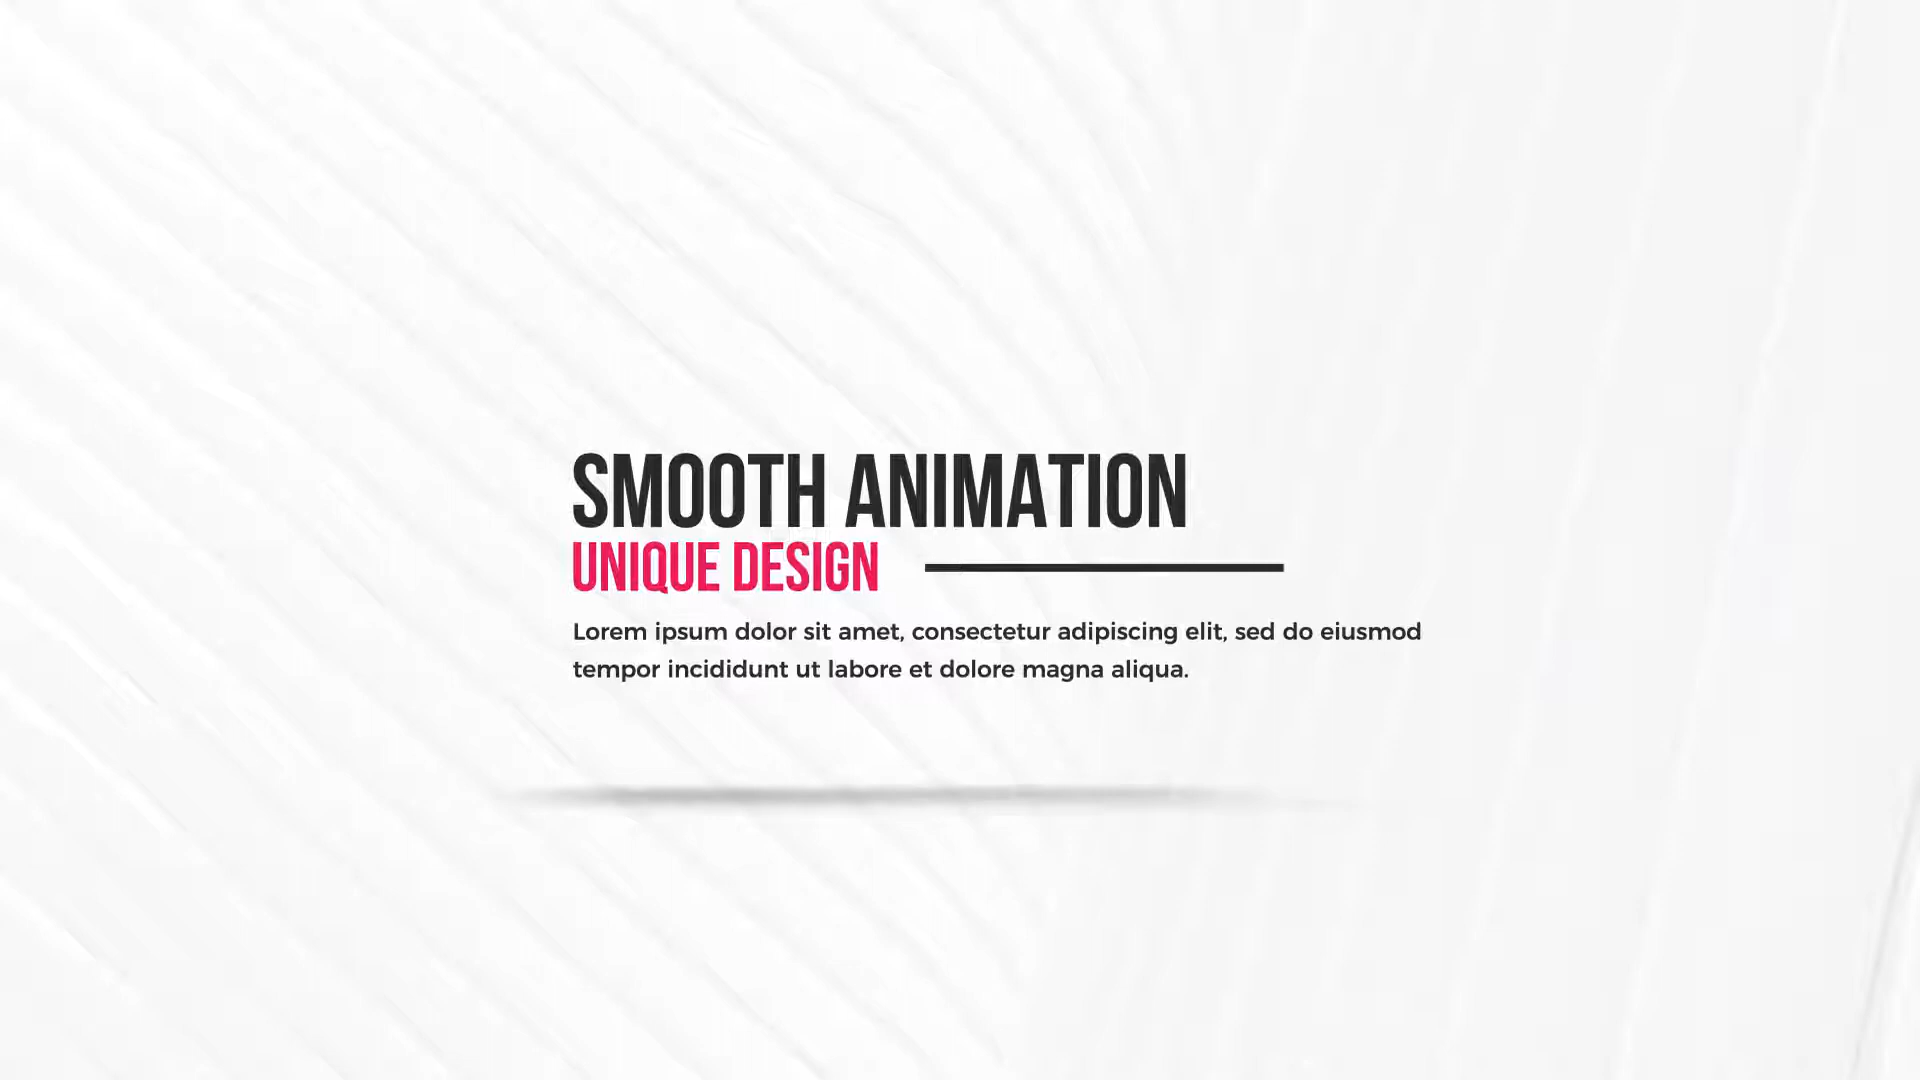 SMOOTH ANIMATION
UNIQUE DESIGN
Lorem ipsum dolor sit amet, consectetur adipiscing elit, sed do eiusmod
tempor incididunt ut labore et dolore magna aliqua.